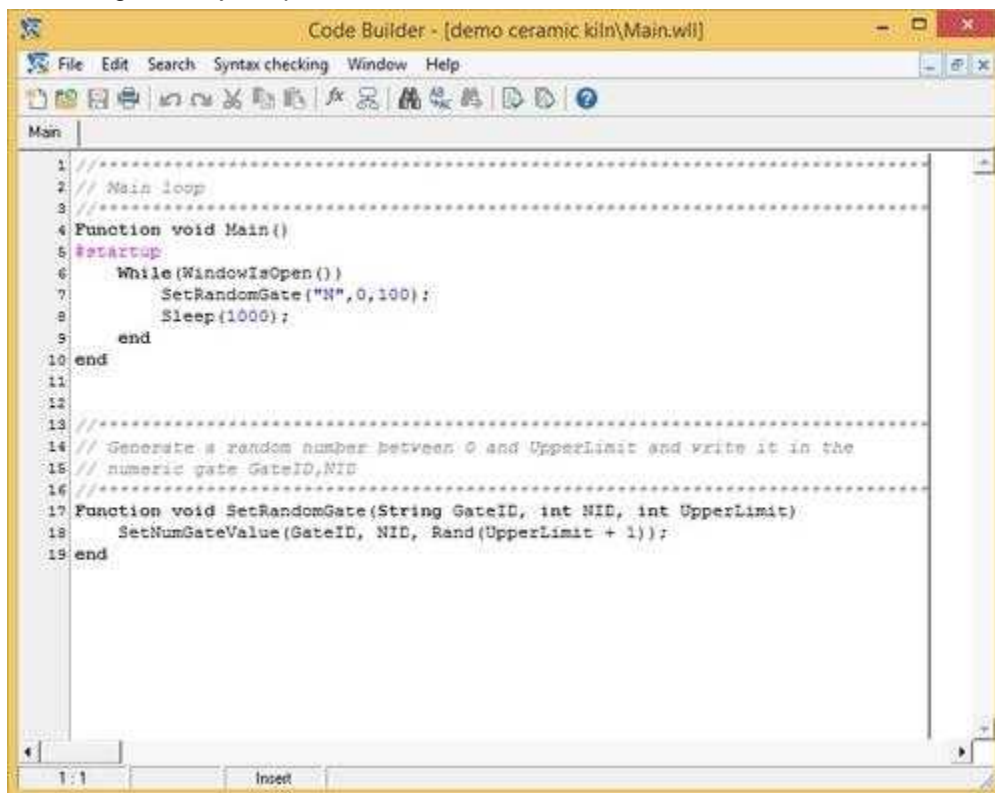 Code Builder - [demo ceramic kiln\Main.wli]
File Edit Search Syntax checking Window Help
Main
1 //****************************************************************************
2 // Main loop
3 //****************************************************************************
4 Function void Main()
5 #startup
6 While(WindowIsOpen())
7 SetRandomGate("N",0,100);
8 Sleep(1000);
9 end
10 end
11
12
13 //****************************************************************************
14 // Generate a random number between 0 and UpperLimit and write it in the
15 // numeric gate GateID,NID
16 //****************************************************************************
17 Function void SetRandomGate(String GateID, int NID, int UpperLimit)
18 SetNumGateValue(GateID, NID, Rand(UpperLimit + 1));
19 end
1 : 1 Insert